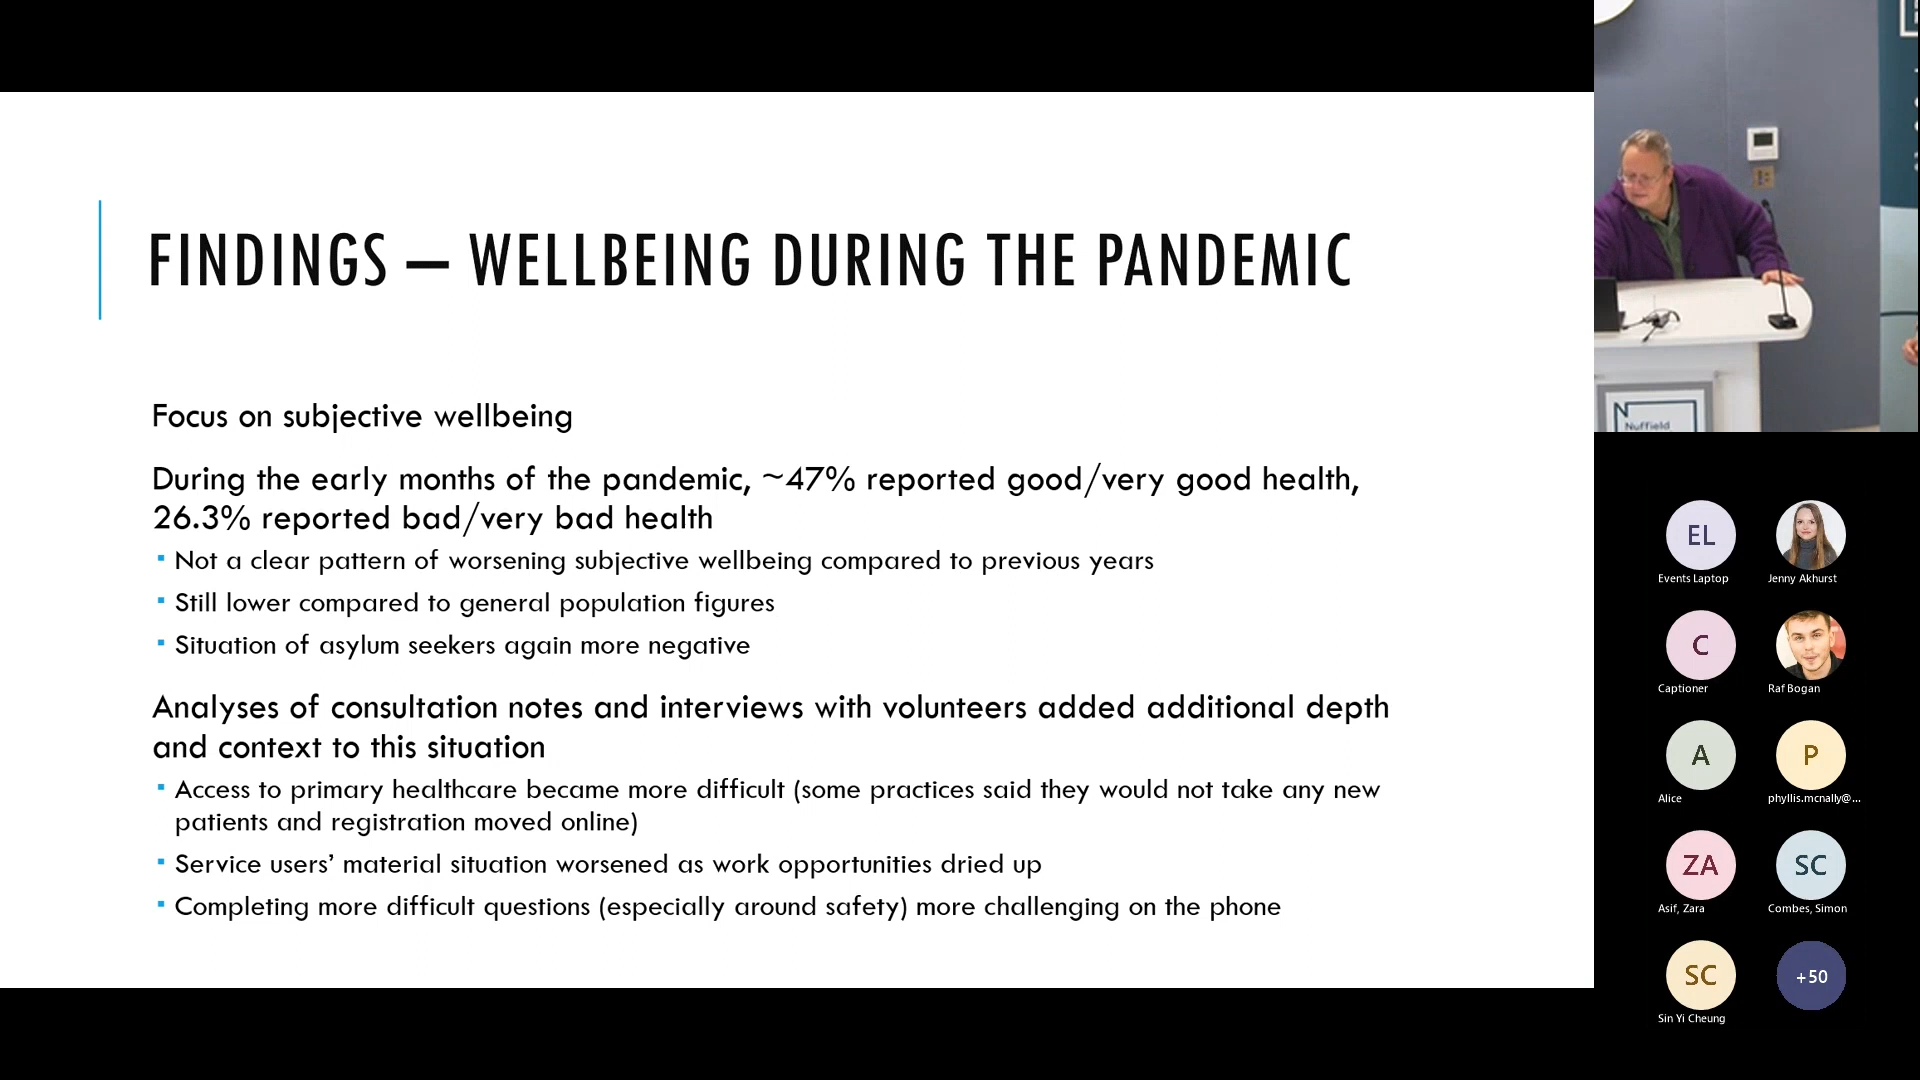 FINDINGS – WELLBEING DURING THE PANDEMIC
Focus on subjective wellbeing
During the early months of the pandemic, ~47% reported good/very good health,
26.3% reported bad/very bad health
▪ Not a clear pattern of worsening subjective wellbeing compared to previous years
▪ Still lower compared to general population figures
▪ Situation of asylum seekers again more negative
Analyses of consultation notes and interviews with volunteers added additional depth
and context to this situation
▪ Access to primary healthcare became more difficult (some practices said they would not take any new
patients and registration moved online)
▪ Service users’ material situation worsened as work opportunities dried up
▪ Completing more difficult questions (especially around safety) more challenging on the phone
N
Nuffield
EL
Events Laptop
Jenny Akhurst
C
Captioner
Raf Bogan
A
Alice
P
phyllis.mcnally@...
ZA
Asif, Zara
SC
Combes, Simon
SC
Sin Yi Cheung
+50